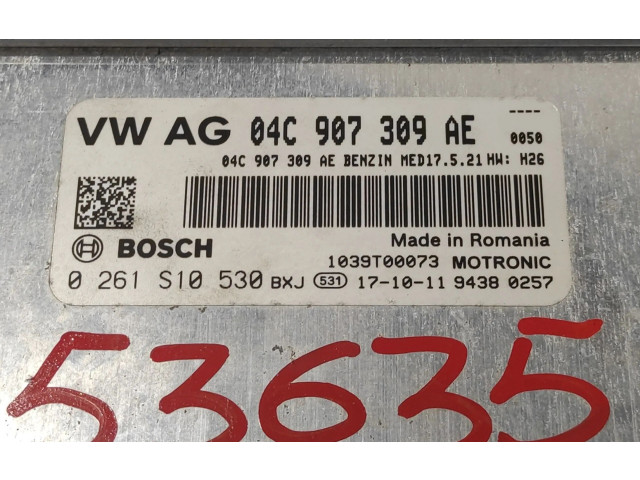 ----
VW AG 04C 907 309 AE 0050
04C 907 309 AE BENZIN MED17.5.21 HW: H26
BOSCH
Made in Romania
1039T00073 MOTRONIC
0 261 S10 530 BXJ 531 17-10-11 9438 0257
53635